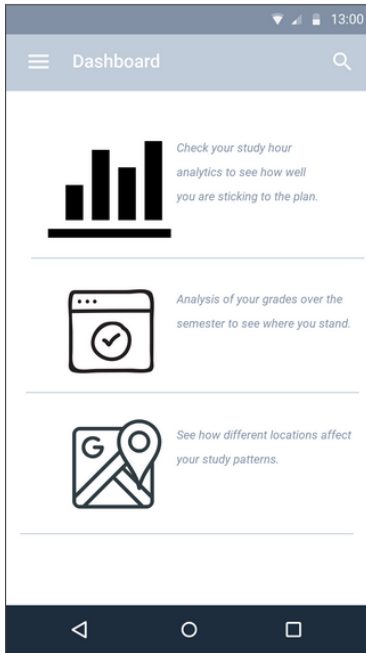 13:00
Dashboard
Check your study hour
analytics to see how well
you are sticking to the plan.
Analysis of your grades over the
semester to see where you stand.
G
See how different locations affect
your study patterns.